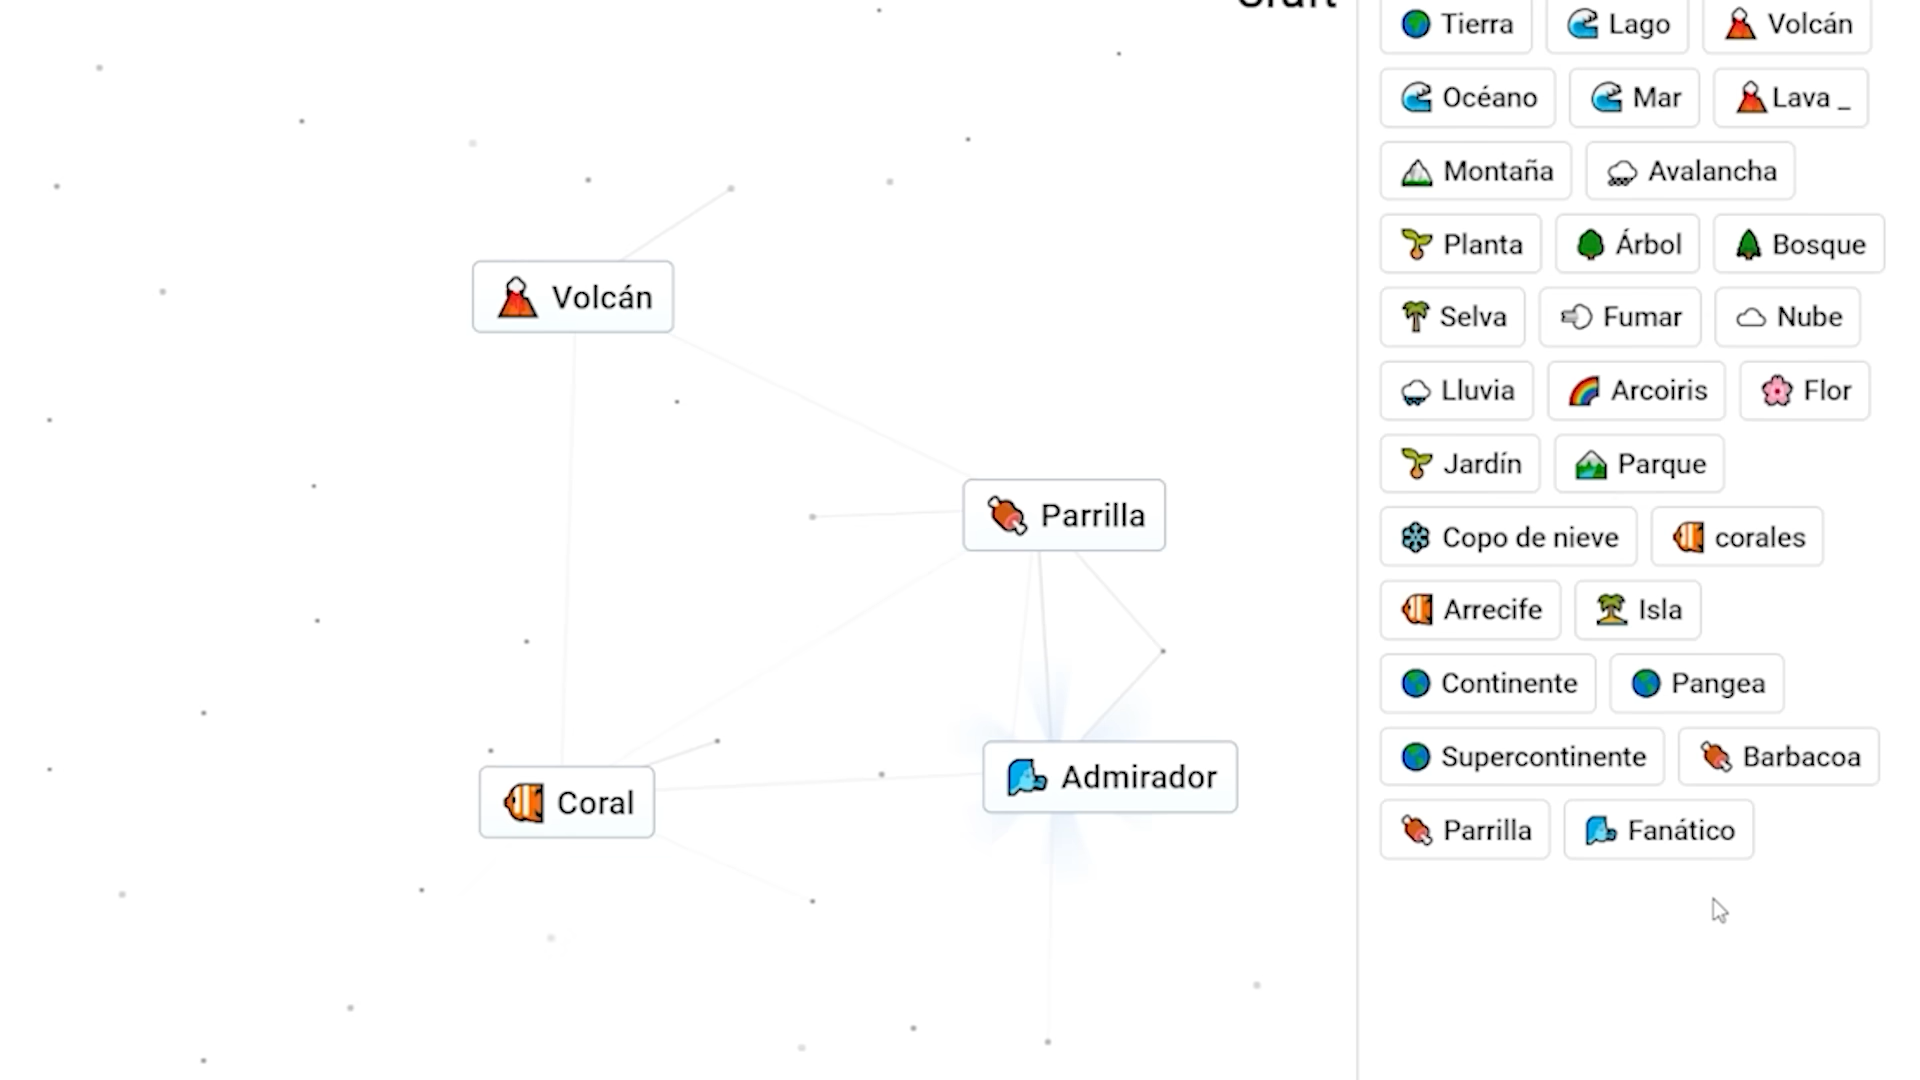 Craft
Tierra Lago Volcán
Océano Mar Lava _
Montaña Avalancha
Planta Árbol Bosque
Volcán
Selva Fumar Nube
Lluvia Arcoiris Flor
Jardín Parque
Parrilla
Copo de nieve corales
Arrecife Isla
Continente Pangea
Supercontinente Barbacoa
Admirador
Coral
Parrilla Fanático